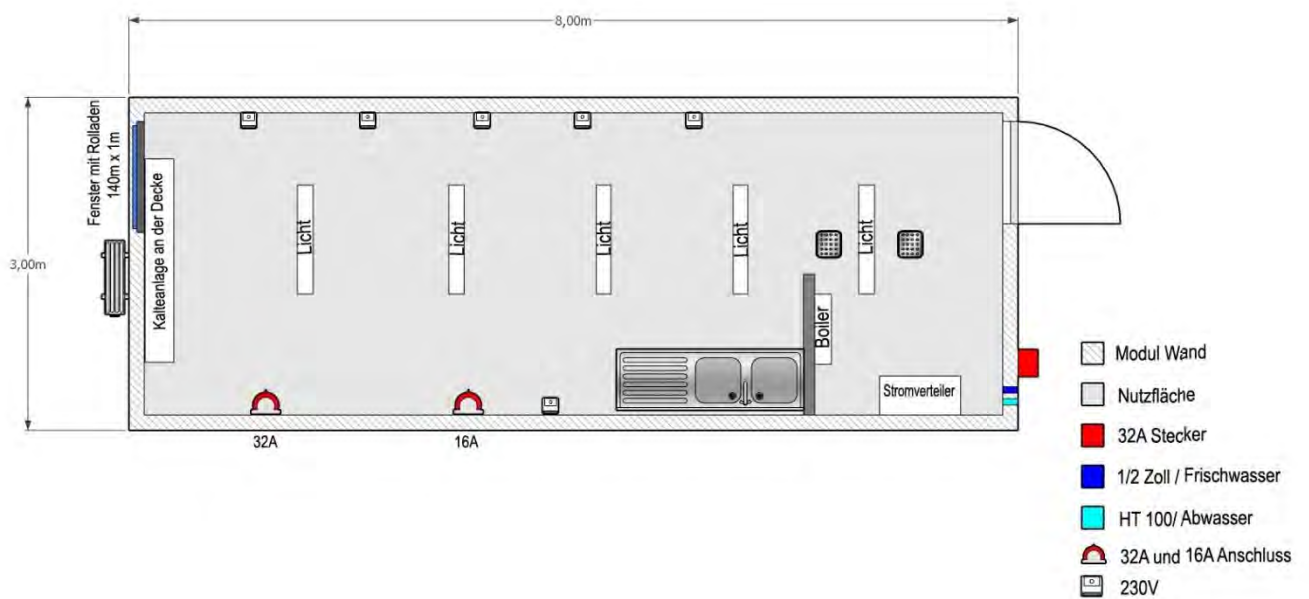 8,00m
3,00m
Fenster mit Rolladen
140m x 1m
Kalteanlage an der Decke
Licht
Licht
Licht
Licht
Licht
Boiler
Stromverteiler
32A
16A
Modul Wand
Nutzfläche
32A Stecker
1/2 Zoll / Frischwasser
HT 100/ Abwasser
32A und 16A Anschluss
230V